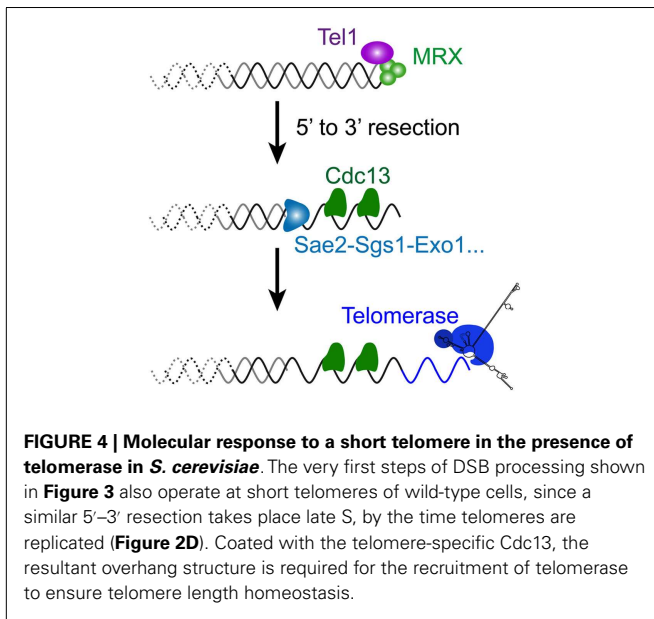 Tel1
MRX
5' to 3' resection
Cdc13
Sae2-Sgs1-Exo1...
Telomerase
FIGURE 4 | Molecular response to a short telomere in the presence of
telomerase in S. cerevisiae. The very first steps of DSB processing shown
in Figure 3 also operate at short telomeres of wild-type cells, since a
similar 5′–3′ resection takes place late S, by the time telomeres are
replicated (Figure 2D). Coated with the telomere-specific Cdc13, the
resultant overhang structure is required for the recruitment of telomerase
to ensure telomere length homeostasis.